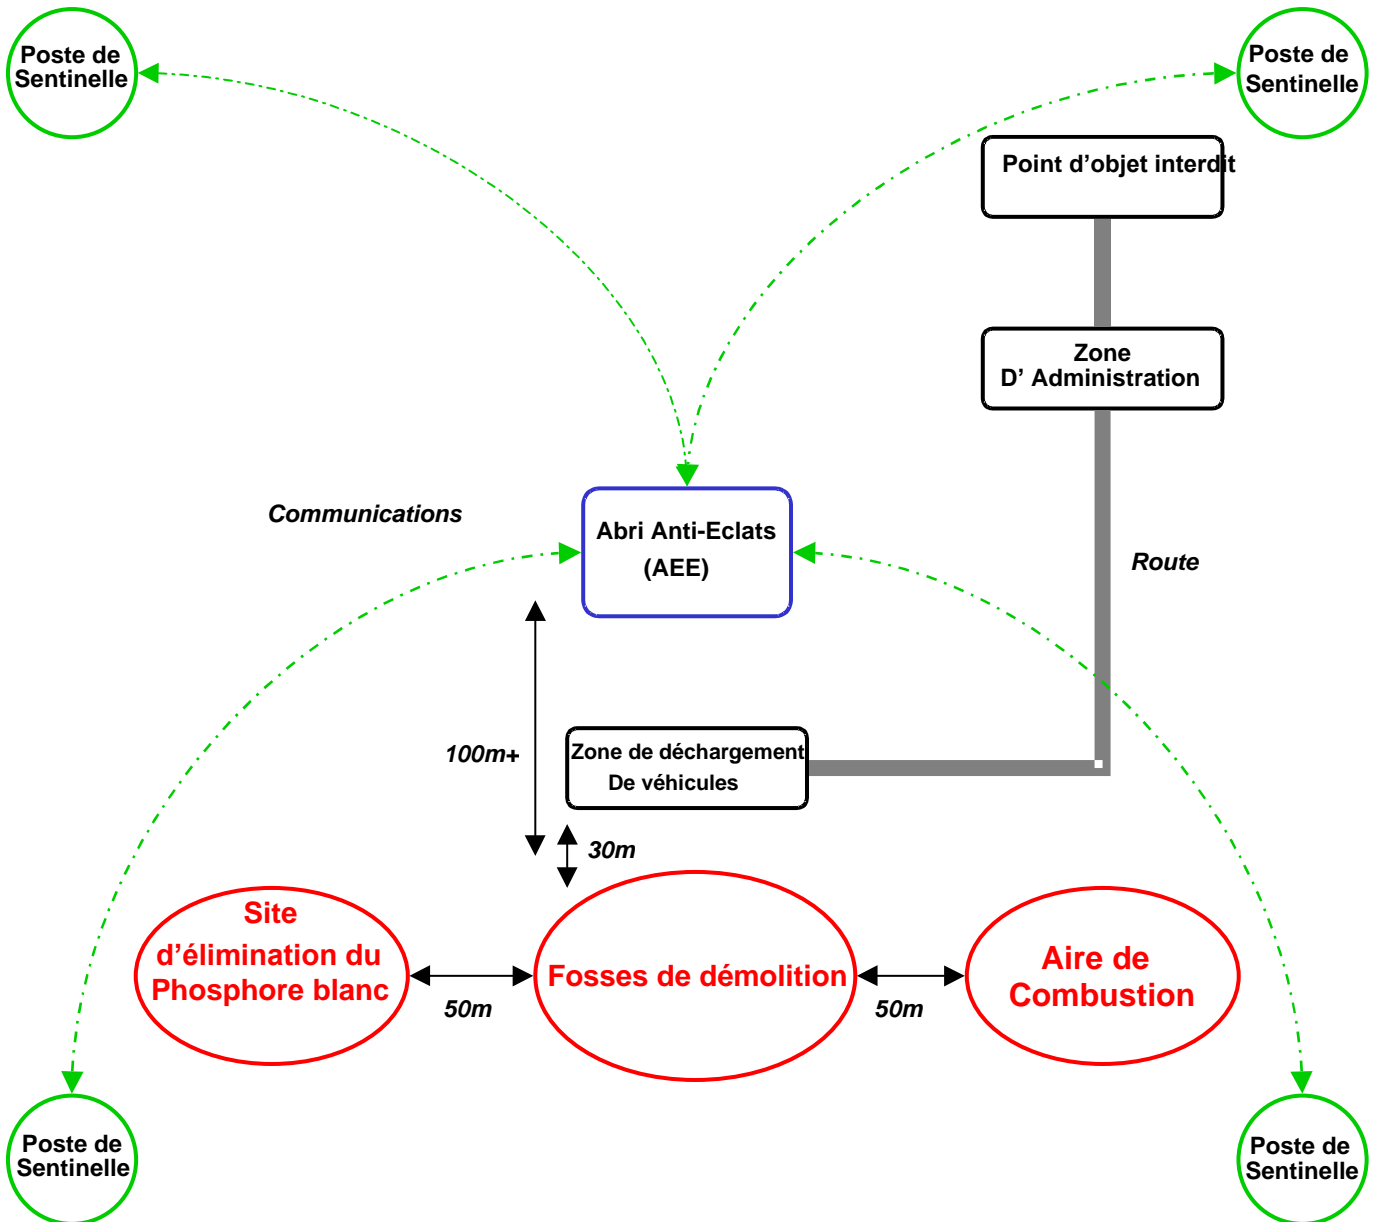 Poste de
Sentinelle
Poste de
Sentinelle
Point d'objet interdit
Zone
D' Administration
Communications
Abri Anti-Eclats
(AEE)
Route
100m+
Zone de déchargement
De véhicules
30m
Site
d'élimination du
Phosphore blanc
50m
Fosses de démolition
50m
Aire de
Combustion
Poste de
Sentinelle
Poste de
Sentinelle